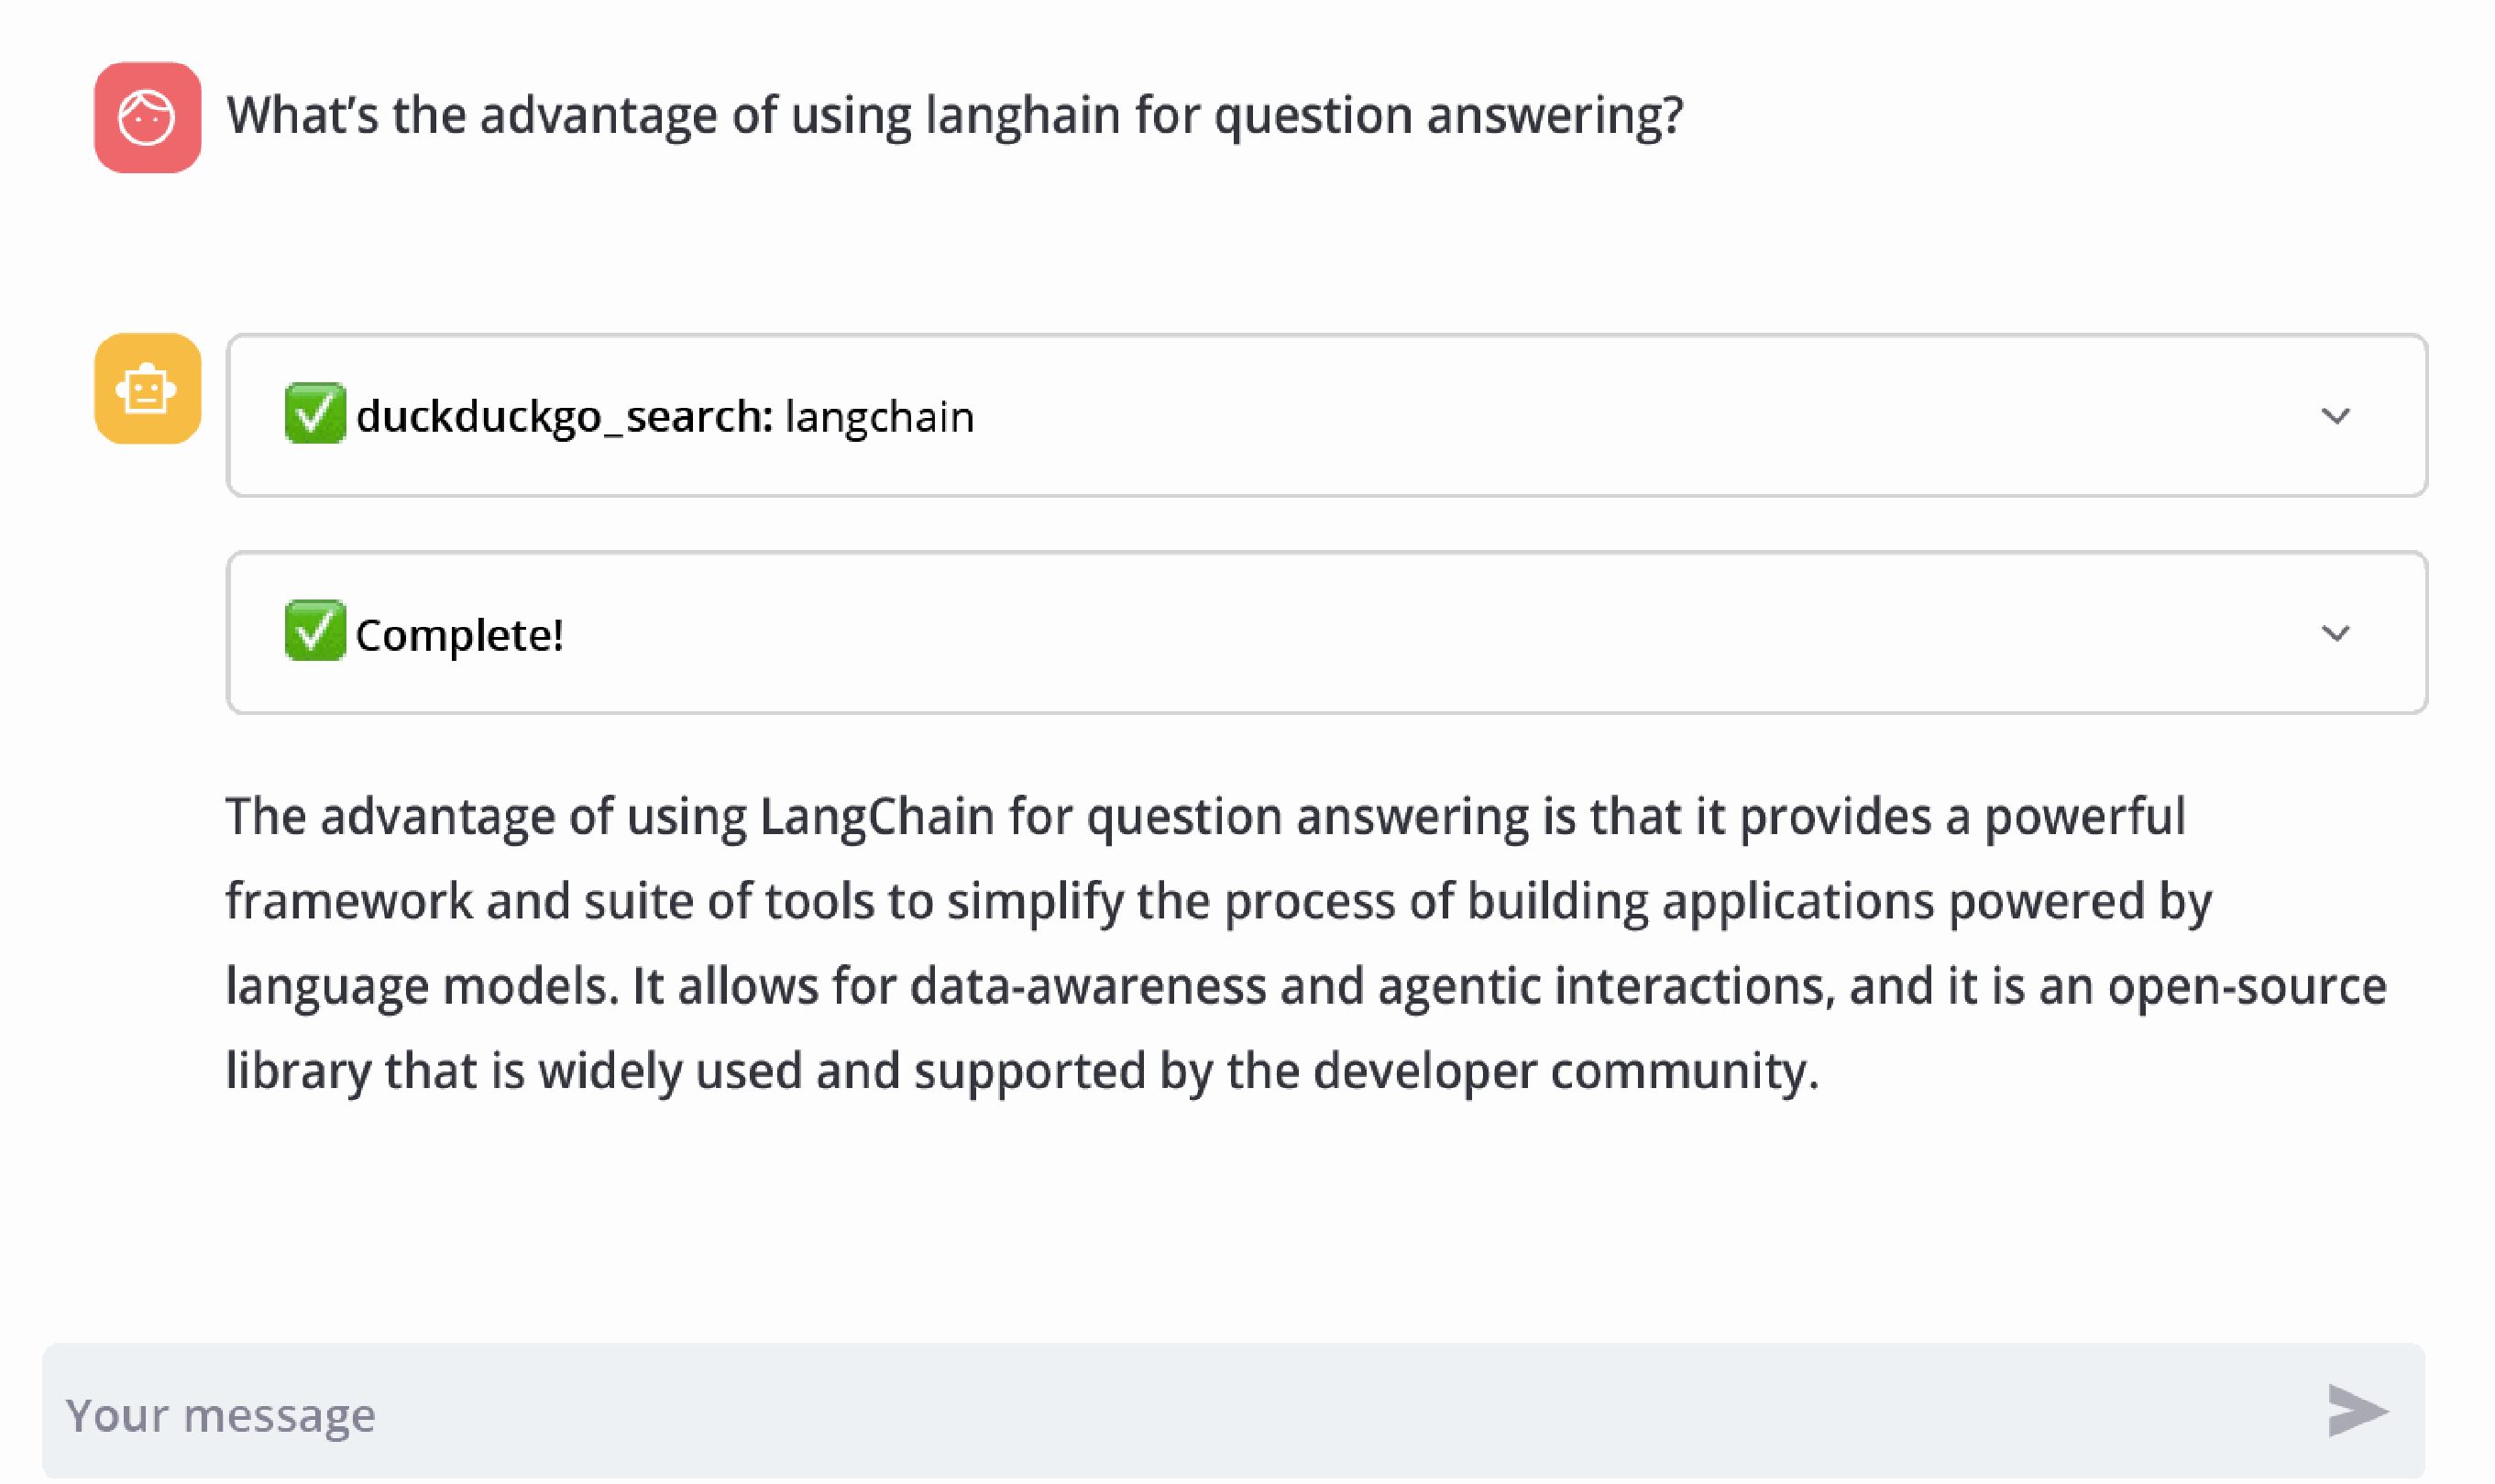 What's the advantage of using langhain for question answering?
✅ duckduckgo_search: langchain
✅ Complete!
The advantage of using LangChain for question answering is that it provides a powerful
framework and suite of tools to simplify the process of building applications powered by
language models. It allows for data-awareness and agentic interactions, and it is an open-source
library that is widely used and supported by the developer community.
Your message